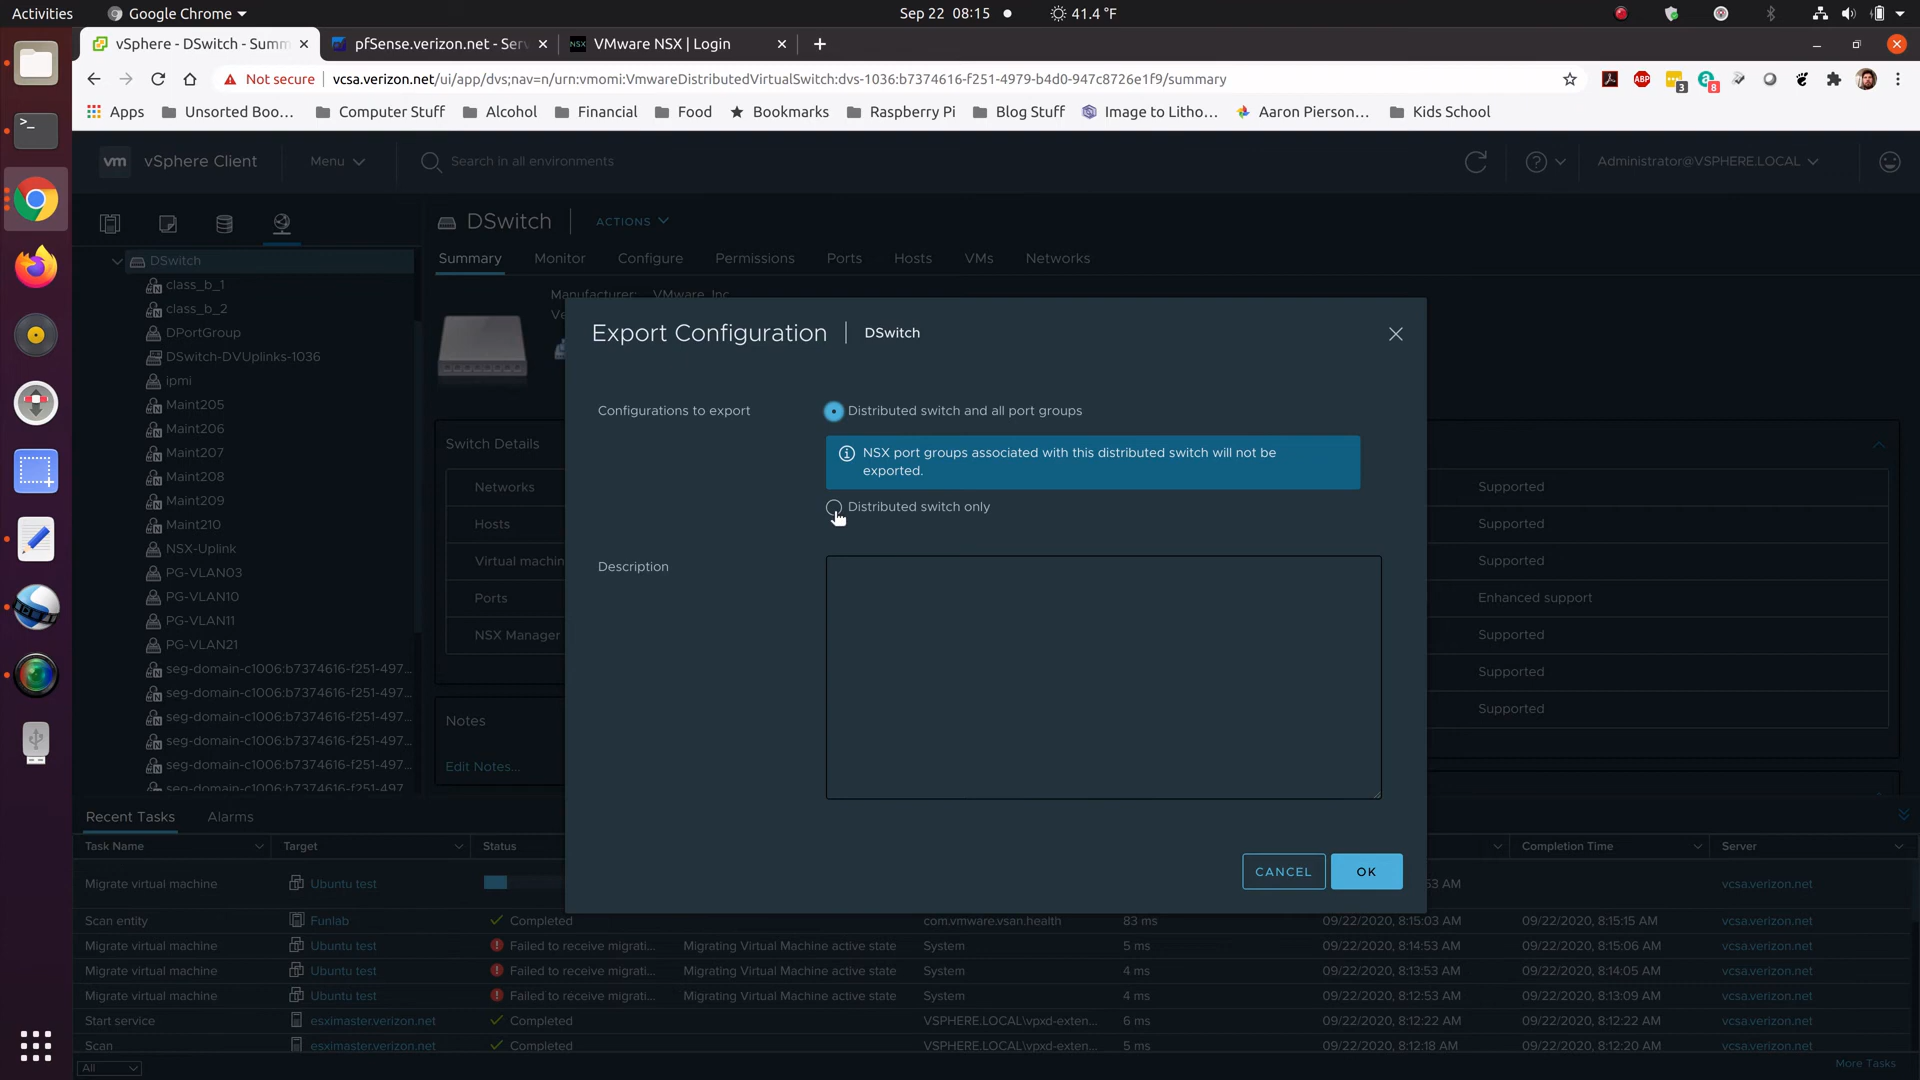 Activities
Google Chrome
Sep 22 08:15
41.4 °F
vSphere - DSwitch - Summ
pfSense.verizon.net - Serv
NSX
VMware NSX | Login
Not secure
vcsa.verizon.net/ui/app/dvs;nav=n/urn:vmomi:VmwareDistributedVirtualSwitch:dvs-1036:b7374616-f251-4979-b4d0-947c8726e1f9/summary
ABP
3
8
Apps
Unsorted Boo...
Computer Stuff
Alcohol
Financial
Food
Bookmarks
Raspberry Pi
Blog Stuff
Image to Litho...
Aaron Pierson...
Kids School
vm
vSphere Client
Menu
Search in all environments
Administrator@VSPHERE.LOCAL
DSwitch
ACTIONS
Summary
Monitor
Configure
Permissions
Ports
Hosts
VMs
Networks
DSwitch
class_b_1
class_b_2
DPortGroup
DSwitch-DVUplinks-1036
ipmi
Maint205
Maint206
Maint207
Maint208
Maint209
Maint210
NSX-Uplink
PG-VLAN03
PG-VLAN10
PG-VLAN11
PG-VLAN21
seg-domain-c1006:b7374616-f251-497...
seg-domain-c1006:b7374616-f251-497...
seg-domain-c1006:b7374616-f251-497...
seg-domain-c1006:b7374616-f251-497...
seg-domain-c1006:b7374616-f251-497...
seg-domain-c1006:b7374616-f251-497
Manufacturer: VMware, Inc
Ve
Switch Details
Networks
Hosts
Virtual machin
Ports
NSX Manager
Notes
Edit Notes...
Supported
Supported
Supported
Enhanced support
Supported
Supported
Supported
Export Configuration
DSwitch
Configurations to export
Distributed switch and all port groups
NSX port groups associated with this distributed switch will not be
exported.
Distributed switch only
Description
CANCEL
OK
Recent Tasks
Alarms
Task Name
Target
Status
Completion Time
Server
Migrate virtual machine
Ubuntu test
53 AM
vcsa.verizon.net
Scan entity
Funlab
Completed
com.vmware.vsan.health
83 ms
09/22/2020, 8:15:03 AM
09/22/2020, 8:15:15 AM
vcsa.verizon.net
Migrate virtual machine
Ubuntu test
Failed to receive migrati...
Migrating Virtual Machine active state
System
5 ms
09/22/2020, 8:14:53 AM
09/22/2020, 8:15:06 AM
vcsa.verizon.net
Migrate virtual machine
Ubuntu test
Failed to receive migrati...
Migrating Virtual Machine active state
System
4 ms
09/22/2020, 8:13:53 AM
09/22/2020, 8:14:05 AM
vcsa.verizon.net
Migrate virtual machine
Ubuntu test
Failed to receive migrati...
Migrating Virtual Machine active state
System
4 ms
09/22/2020, 8:12:53 AM
09/22/2020, 8:13:09 AM
vcsa.verizon.net
Start service
esximaster.verizon.net
Completed
VSPHERE.LOCAL\vpxd-exten...
6 ms
09/22/2020, 8:12:22 AM
09/22/2020, 8:12:22 AM
vcsa.verizon.net
Scan
esximaster.verizon.net
Completed
VSPHERE.LOCAL\vpxd-exten...
5 ms
09/22/2020, 8:12:18 AM
09/22/2020, 8:12:20 AM
vcsa.verizon.net
All
More Tasks